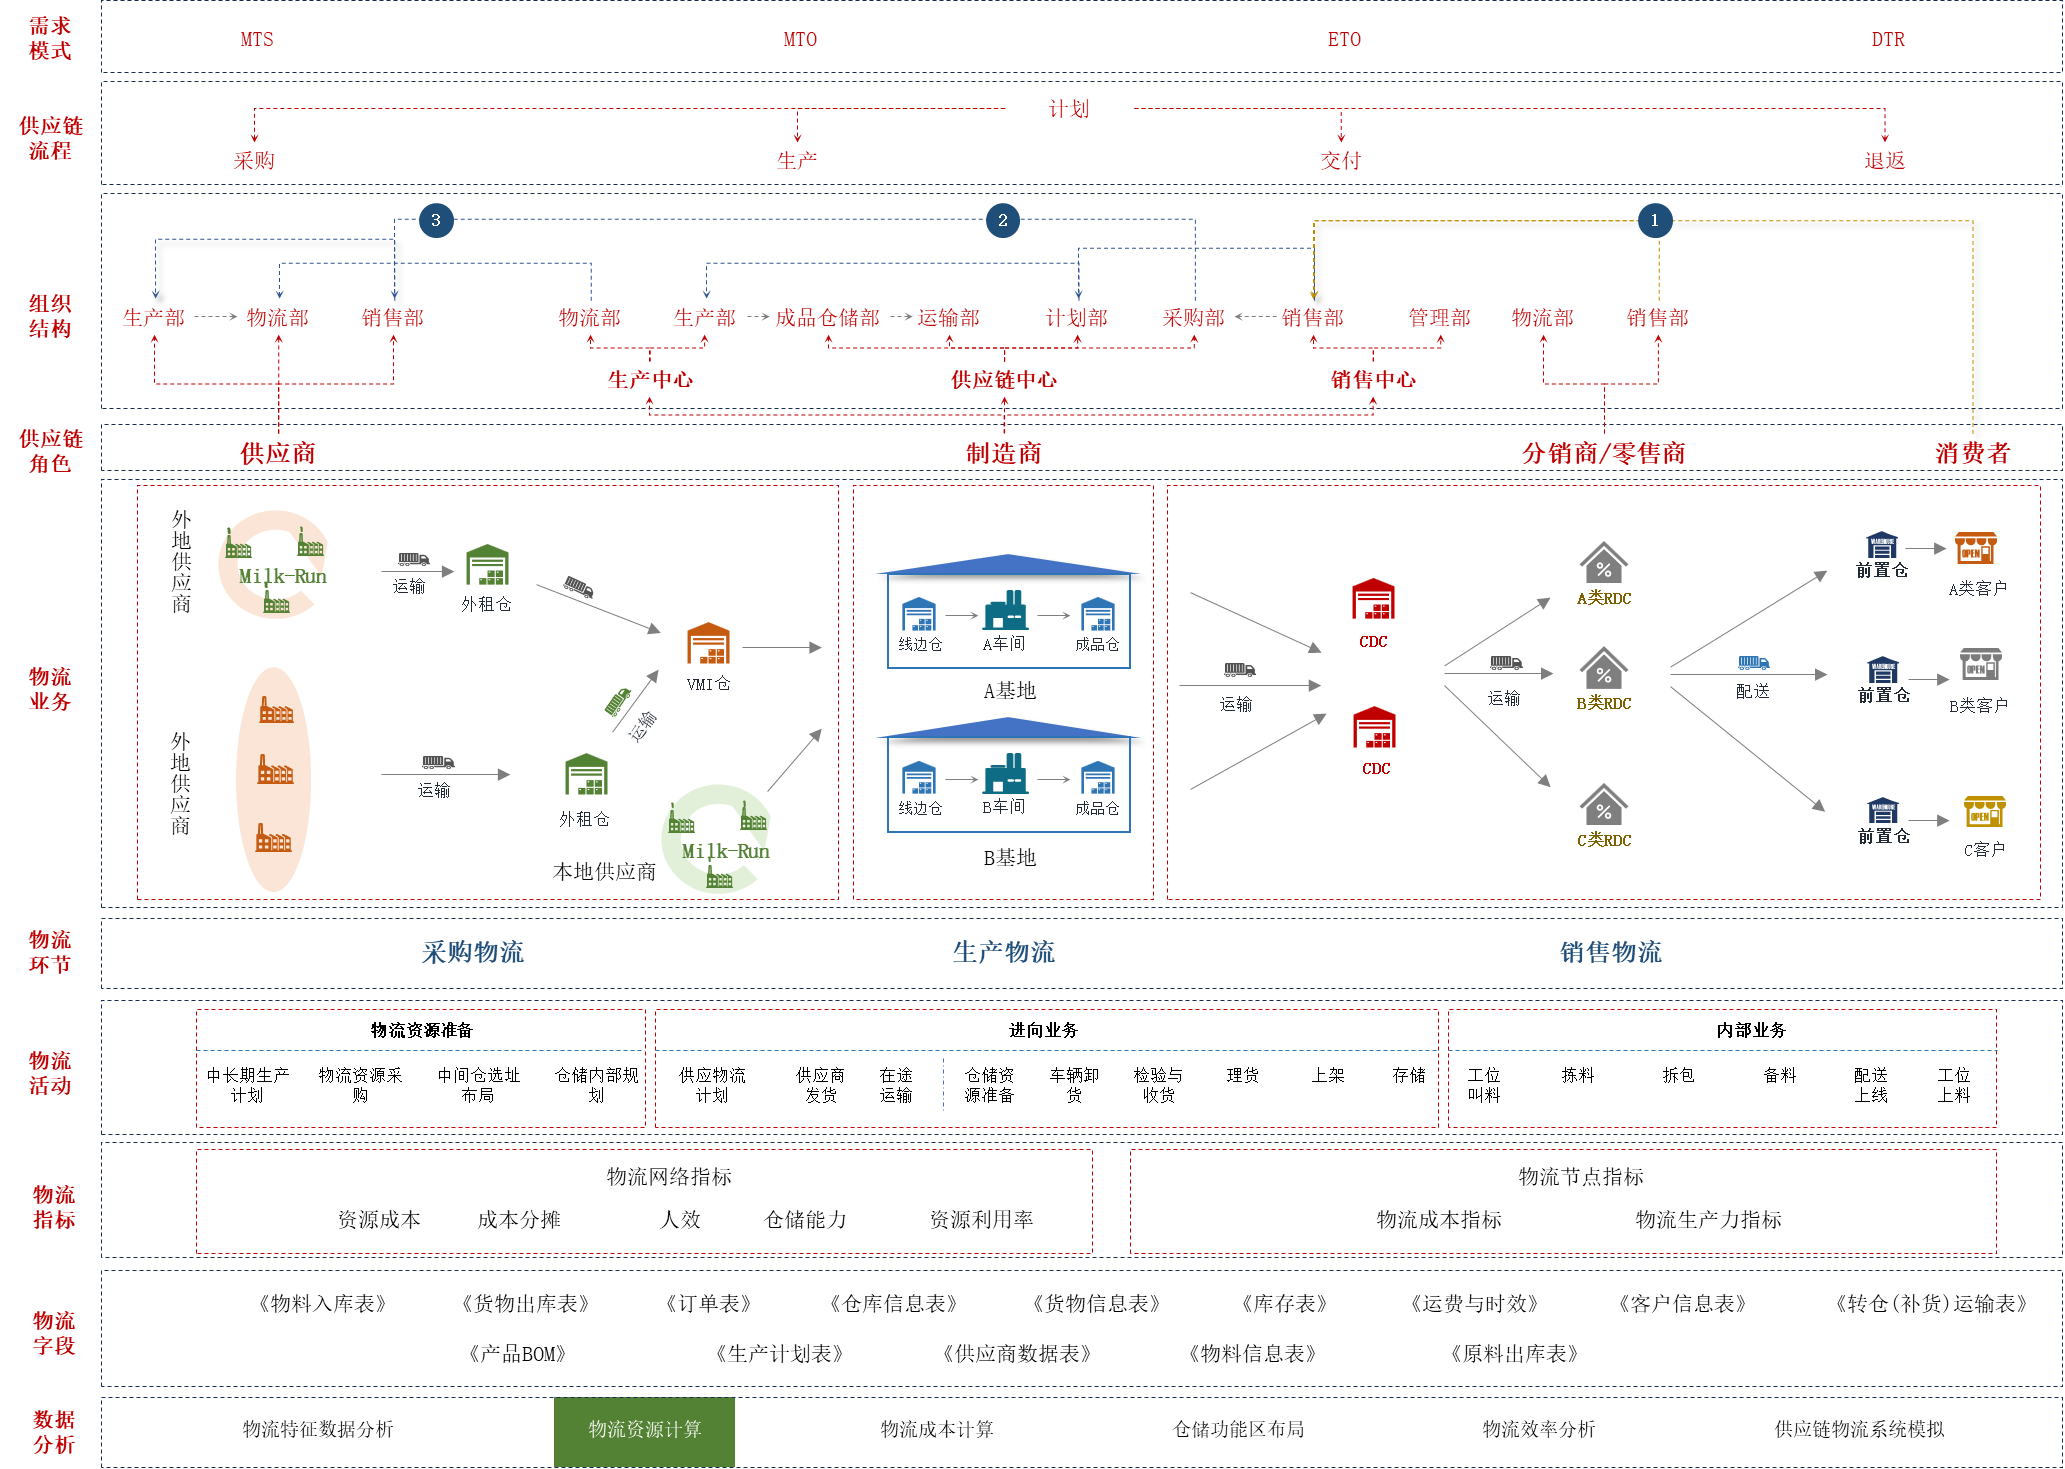 需求
模式
MTS
MTO
ETO
DTR
供应链
流程
计划
采购
生产
交付
退返
组织
结构
3
2
1
生产部
物流部
销售部
物流部
生产部
成品仓储部
运输部
计划部
采购部
销售部
管理部
物流部
销售部
生产中心
供应链中心
销售中心
供应链
角色
供应商
制造商
分销商/零售商
消费者
物流
业务
外地供应商
Milk-Run
运输
外租仓
VMI仓
运输
外地供应商
运输
外租仓
本地供应商
Milk-Run
线边仓
A车间
成品仓
A基地
线边仓
B车间
成品仓
B基地
运输
CDC
CDC
运输
A类RDC
B类RDC
C类RDC
配送
WAREHOUSE
前置仓
OPEN
A类客户
WAREHOUSE
前置仓
OPEN
B类客户
WAREHOUSE
前置仓
OPEN
C客户
物流
环节
采购物流
生产物流
销售物流
物流
活动
物流资源准备
中长期生产
计划
物流资源采
购
中间仓选址
布局
仓储内部规
划
进向业务
供应物流
计划
供应商
发货
在途
运输
仓储资
源准备
车辆卸
货
检验与
收货
理货
上架
存储
内部业务
工位
叫料
拣料
拆包
备料
配送
上线
工位
上料
物流
指标
物流网络指标
资源成本
成本分摊
人效
仓储能力
资源利用率
物流节点指标
物流成本指标
物流生产力指标
物流
字段
《物料入库表》
《货物出库表》
《订单表》
《仓库信息表》
《货物信息表》
《库存表》
《运费与时效》
《客户信息表》
《转仓(补货)运输表》
《产品BOM》
《生产计划表》
《供应商数据表》
《物料信息表》
《原料出库表》
数据
分析
物流特征数据分析
物流资源计算
物流成本计算
仓储功能区布局
物流效率分析
供应链物流系统模拟